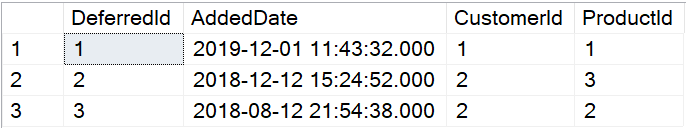 DeferredId AddedDate CustomerId ProductId
1 1 2019-12-01 11:43:32.000 1 1
2 2 2018-12-12 15:24:52.000 2 3
3 3 2018-08-12 21:54:38.000 2 2